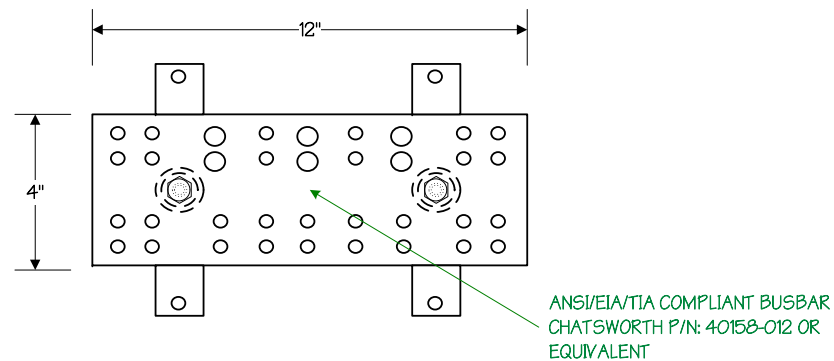 12"
4"
ANSI/EIA/TIA COMPLIANT BUSBAR
CHATSWORTH P/N: 40158-012 OR
EQUIVALENT